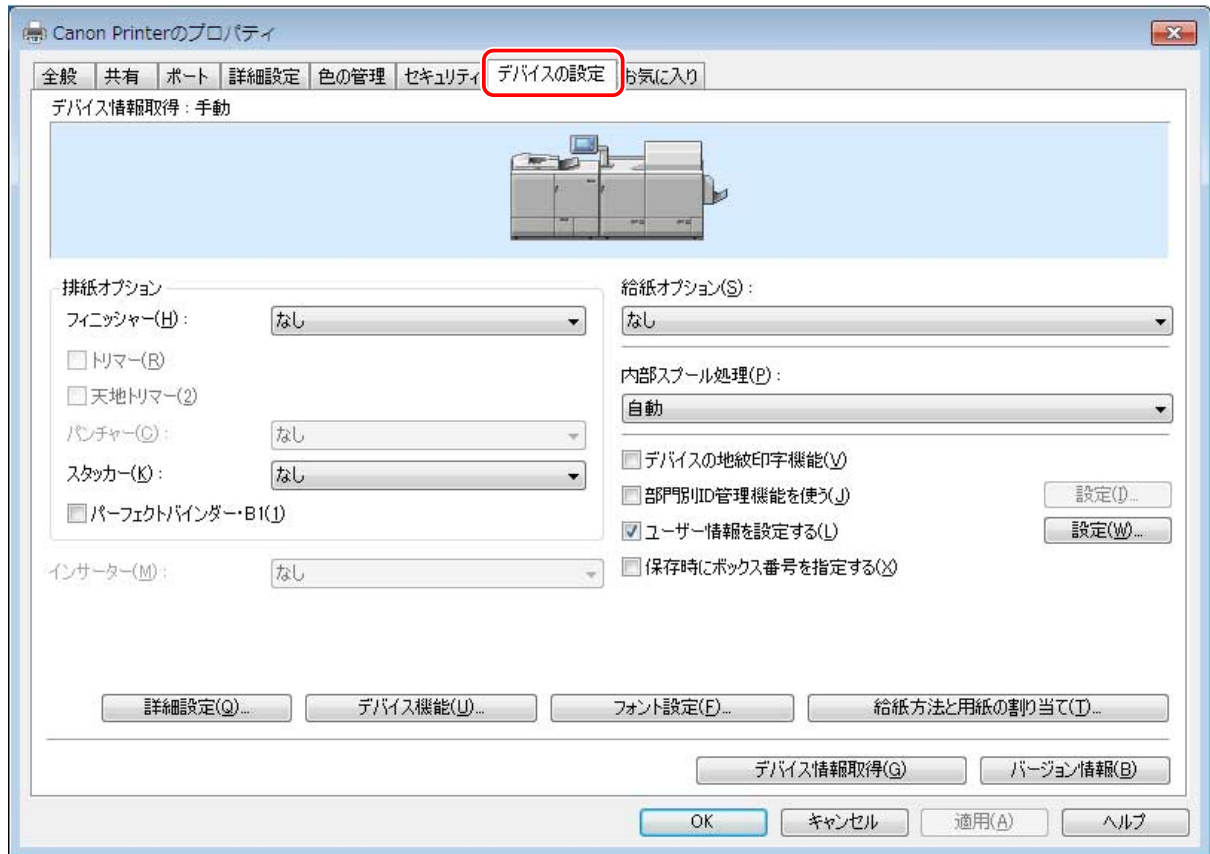 Canon Printerのプロパティ
全般 共有 ポート 詳細設定 色の管理 セキュリティ デバイスの設定 お気に入り
デバイス情報取得：手動
排紙オプション
フィニッシャー(H)： なし
トリマー(R)
天地トリマー(2)
パンチャー(C)： なし
スタッカー(K)： なし
パーフェクトバインダー・B1(1)
インサーター(M)： なし
給紙オプション(S)：
なし
内部スプール処理(P)：
自動
デバイスの地紋印字機能(V)
部門別ID管理機能を使う(J) 設定(I)...
ユーザー情報を設定する(L) 設定(W)...
保存時にボックス番号を指定する(X)
詳細設定(Q)... デバイス機能(U)... フォント設定(F)... 給紙方法と用紙の割り当て(T)...
デバイス情報取得(G) バージョン情報(B)
OK キャンセル 適用(A) ヘルプ